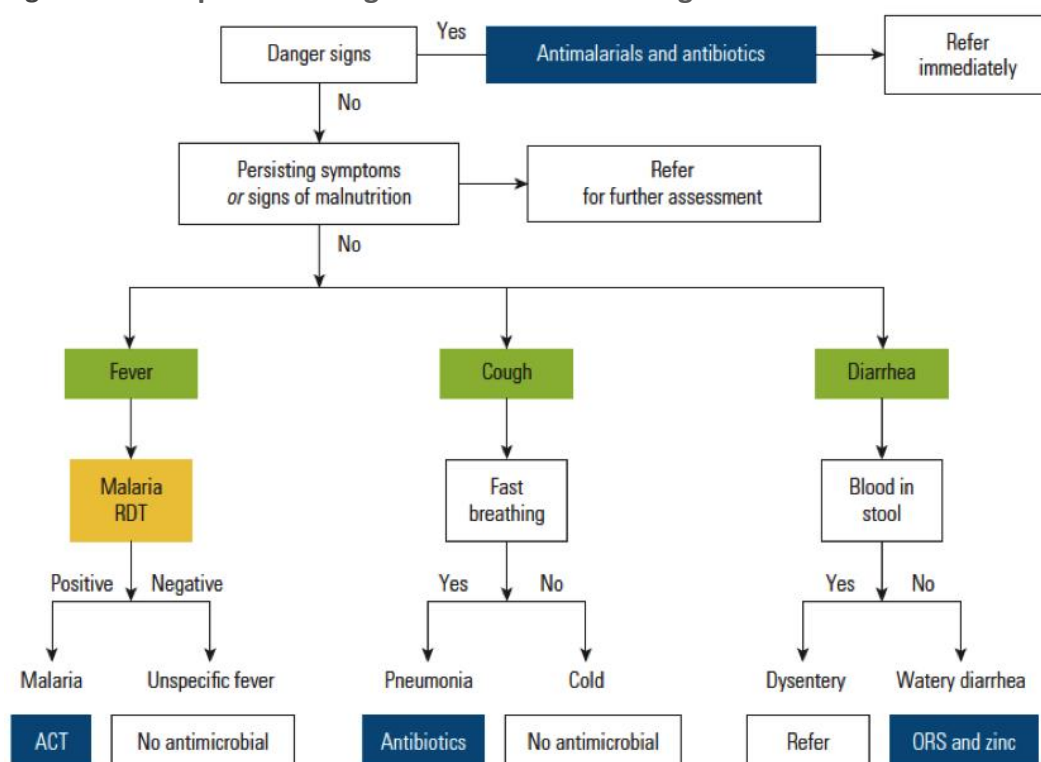 Danger signs
Yes
Antimalarials and antibiotics
Refer
immediately
No
Persisting symptoms
or signs of malnutrition
Refer
for further assessment
No
Fever
Cough
Diarrhea
Malaria
RDT
Fast
breathing
Blood in
stool
Positive
Negative
Yes
No
Yes
No
Malaria
Unspecific fever
Pneumonia
Cold
Dysentery
Watery diarrhea
ACT
No antimicrobial
Antibiotics
No antimicrobial
Refer
ORS and zinc